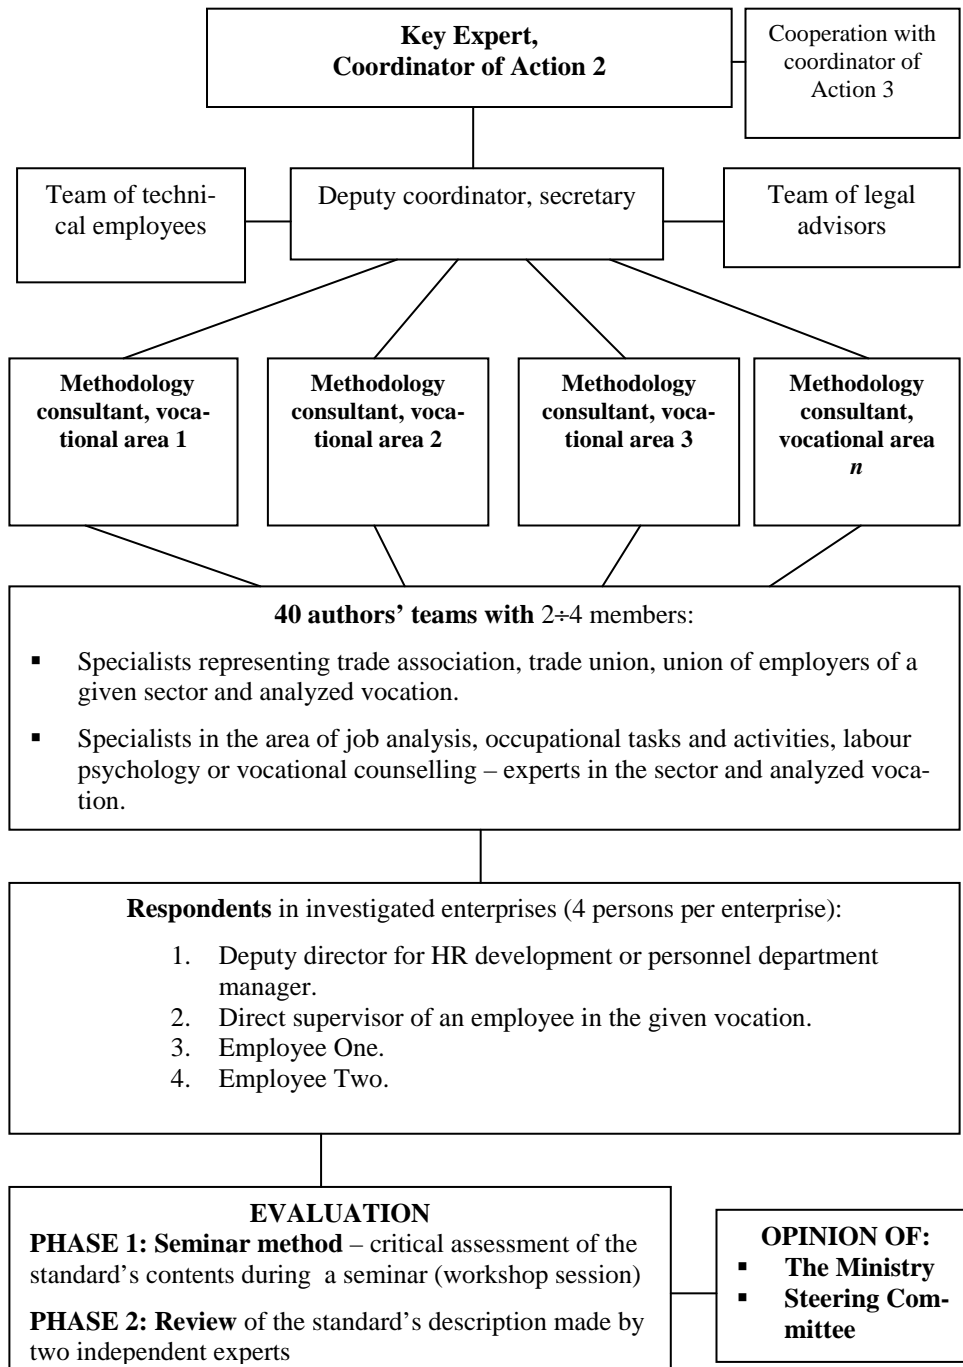 Key Expert,
Coordinator of Action 2
Cooperation with
coordinator of
Action 3
Team of techni-
cal employees
Deputy coordinator, secretary
Team of legal
advisors
Methodology
consultant, voca-
tional area 1
Methodology
consultant, voca-
tional area 2
Methodology
consultant, voca-
tional area 3
Methodology
consultant,
vocational area
n
40 authors’ teams with 2÷4 members:
▪ Specialists representing trade association, trade union, union of employers of a
given sector and analyzed vocation.
▪ Specialists in the area of job analysis, occupational tasks and activities, labour
psychology or vocational counselling – experts in the sector and analyzed voca-
tion.
Respondents in investigated enterprises (4 persons per enterprise):
1. Deputy director for HR development or personnel department
manager.
2. Direct supervisor of an employee in the given vocation.
3. Employee One.
4. Employee Two.
EVALUATION
PHASE 1: Seminar method – critical assessment of the
standard’s contents during a seminar (workshop session)
PHASE 2: Review of the standard’s description made by
two independent experts
OPINION OF:
▪ The Ministry
▪ Steering Com-
mittee